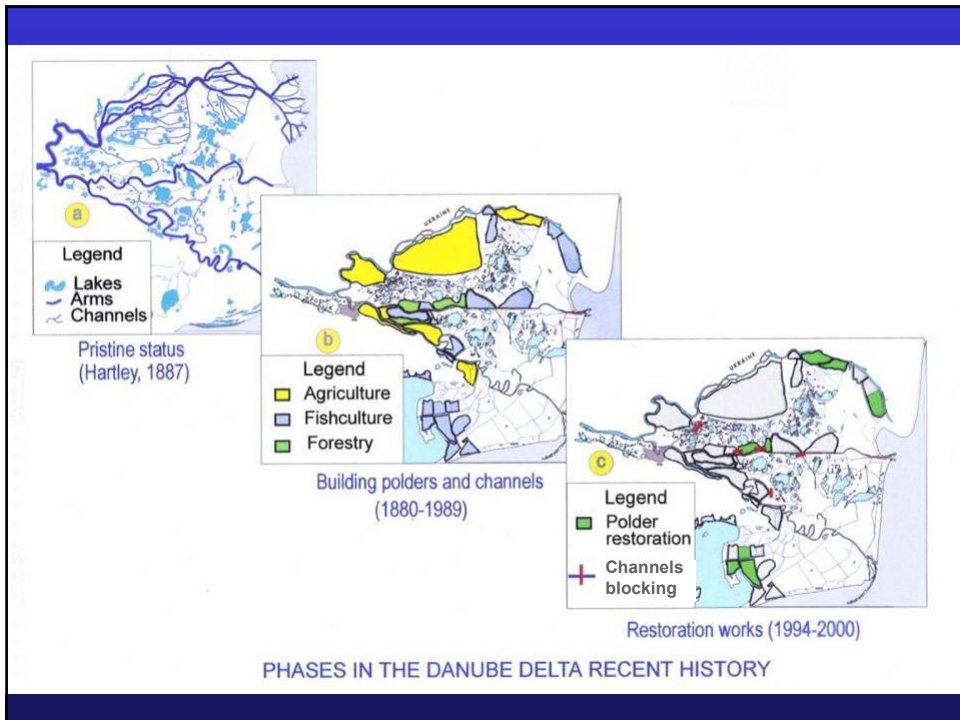 a
Legend
Lakes
Arms
Channels
Pristine status
(Hartley, 1887)
UKRAINE
b
Legend
Agriculture
Fishculture
Forestry
Building polders and channels
(1880-1989)
UKRAINE
c
Legend
Polder
restoration
Channels
blocking
Restoration works (1994-2000)
PHASES IN THE DANUBE DELTA RECENT HISTORY